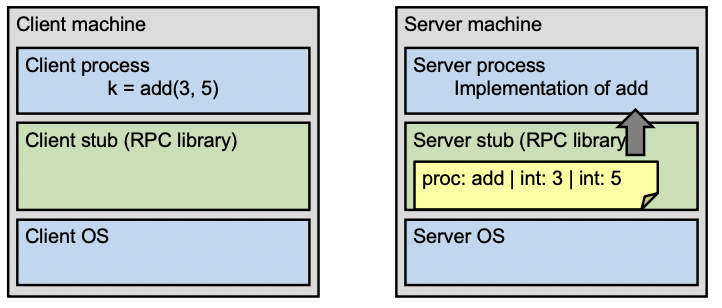 Client machine
Client process
k = add(3, 5)
Client stub (RPC library)
Client OS
Server machine
Server process
Implementation of add
Server stub (RPC library
proc: add | int: 3 | int: 5
Server OS